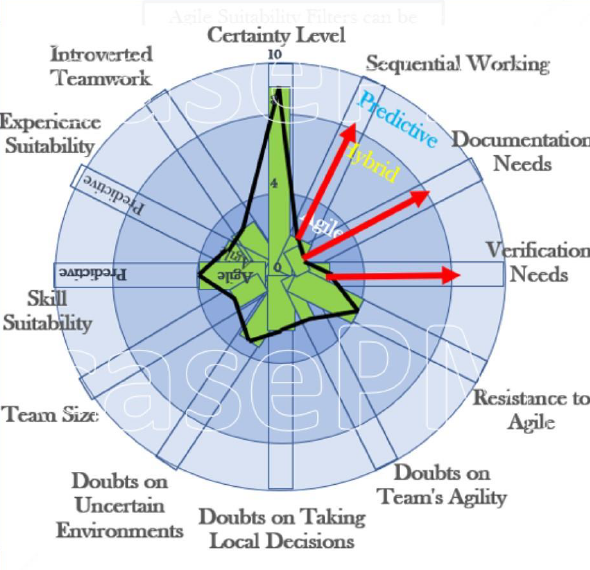 Agile Suitability Filters can be
Certainty Level
10
Introverted
Teamwork
Sequential Working
Experience
Suitability
Predictive
Hybrid
Documentation
Needs
Predictive
4
Agile
Agile
Verification
Needs
Predictive
Agile
0
Skill
Suitability
asePM
Team Size
Resistance to
Agile
Doubts on
Uncertain
Environments
Doubts on
Team's Agility
Doubts on Taking
Local Decisions